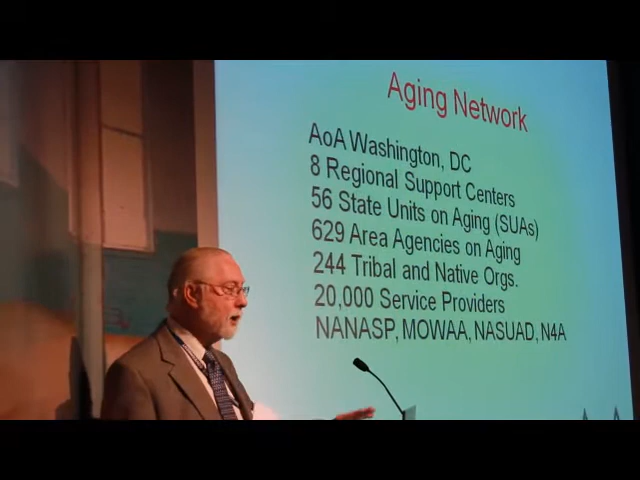 Aging Network
AoA Washington, DC
8 Regional Support Centers
56 State Units on Aging (SUAs)
629 Area Agencies on Aging
244 Tribal and Native Orgs.
20,000 Service Providers
NANASP, MOWAA, NASUAD, N4A